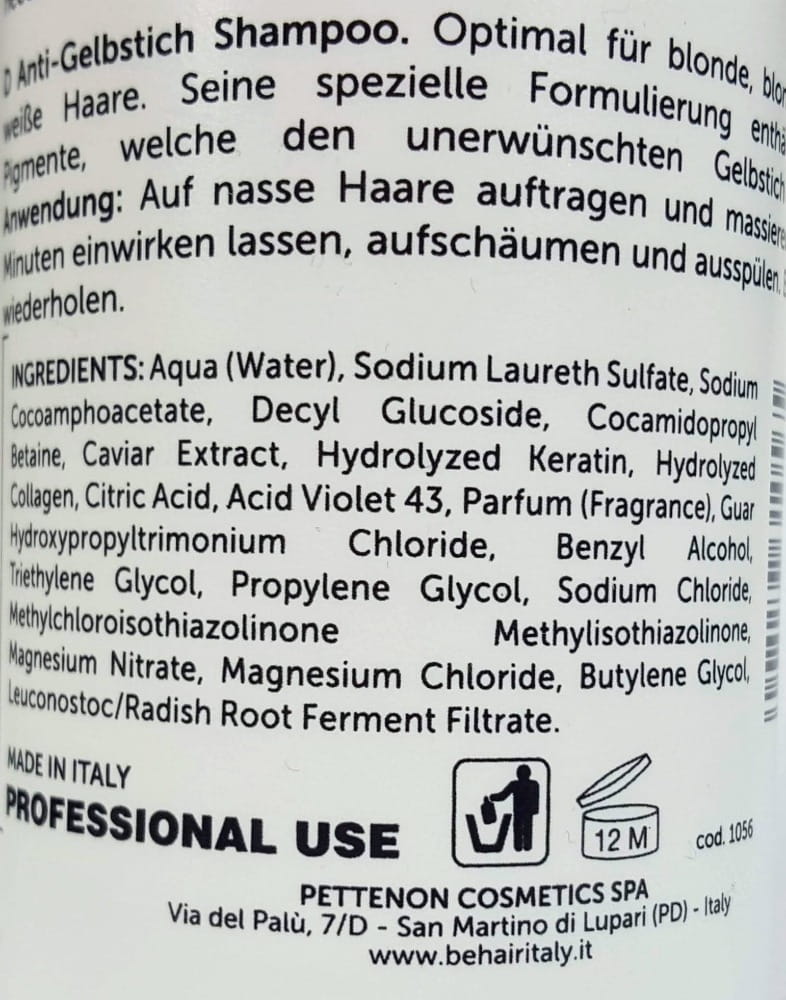 Anti-Gelbstich Shampoo. Optimal für blonde,
weiße Haare. Seine spezielle Formulierung
Pigmente, welche den unerwünschten Gelbstich
Anwendung: Auf nasse Haare auftragen und
Minuten einwirken lassen, aufschäumen und ausspülen.
wiederholen.
INGREDIENTS: Aqua (Water), Sodium Laureth Sulfate, Sodium
Cocoamphoacetate, Decyl Glucoside, Cocamidopropyl
Betaine, Caviar Extract, Hydrolyzed Keratin, Hydrolyzed
Collagen, Citric Acid, Acid Violet 43, Parfum (Fragrance), Guar
Hydroxypropyltrimonium Chloride, Benzyl Alcohol,
Triethylene Glycol, Propylene Glycol, Sodium Chloride,
Methylchloroisothiazolinone Methylisothiazolinone,
Magnesium Nitrate, Magnesium Chloride, Butylene Glycol,
Leuconostoc/Radish Root Ferment Filtrate.
MADE IN ITALY
PROFESSIONAL USE
12 M
cod. 1056
PETTENON COSMETICS SPA
Via del Palù, 7/D - San Martino di Lupari (PD) - Italy
www.behairitaly.it